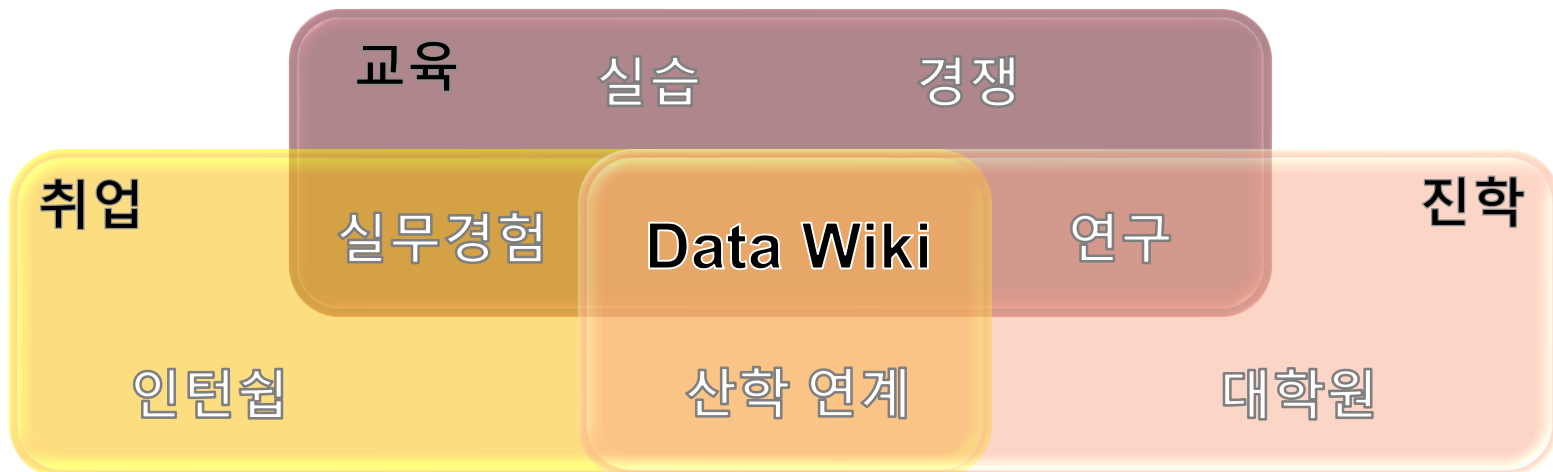 교육 실습 경쟁
취업 진학
실무경험 Data Wiki 연구
인턴쉽 산학 연계 대학원